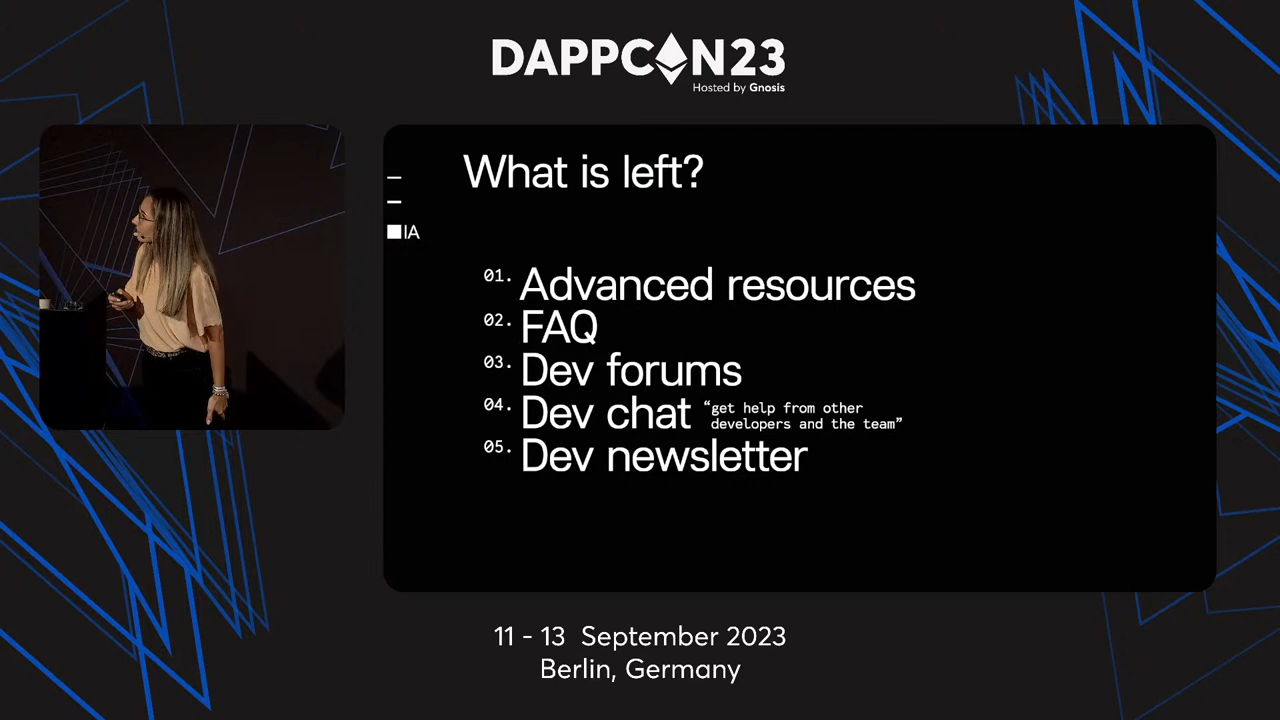 DAPPCON23
Hosted by Gnosis
What is left?
IA
01. Advanced resources
02. FAQ
03. Dev forums
04. Dev chat “get help from other
developers and the team”
05. Dev newsletter
11 - 13 September 2023
Berlin, Germany